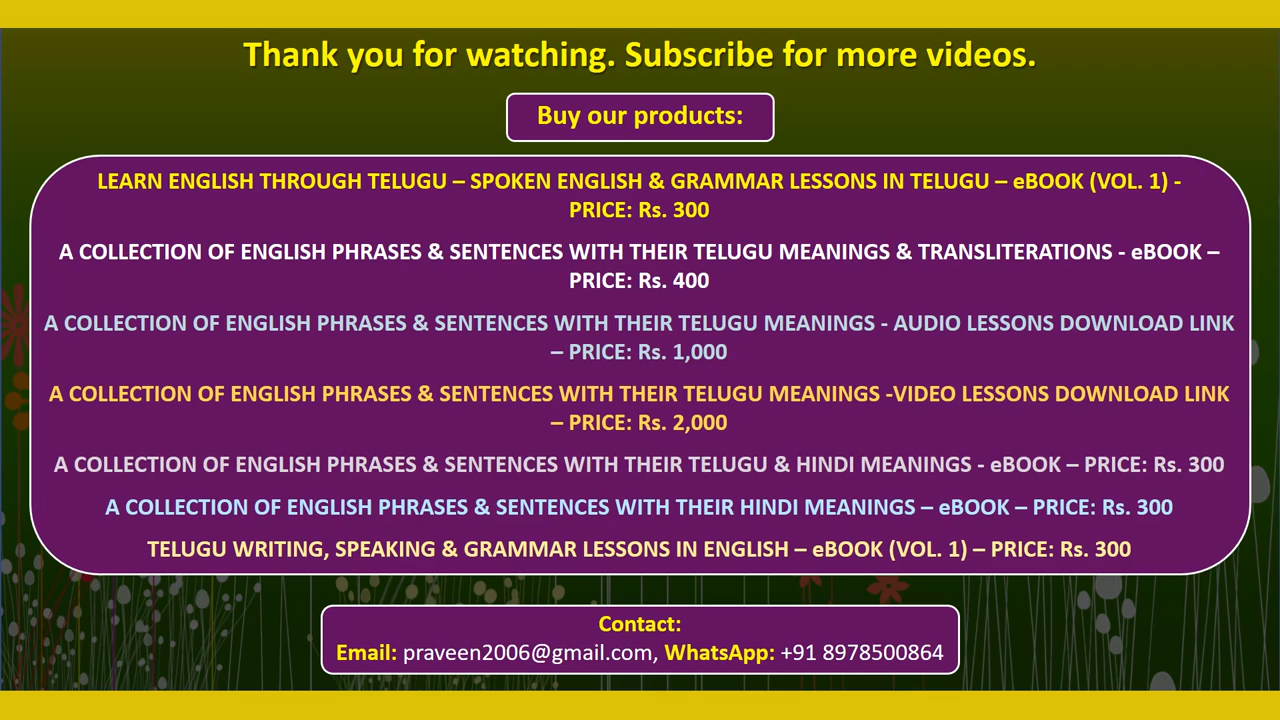 Thank you for watching. Subscribe for more videos.
Buy our products:
LEARN ENGLISH THROUGH TELUGU – SPOKEN ENGLISH & GRAMMAR LESSONS IN TELUGU – eBOOK (VOL. 1) -
PRICE: Rs. 300
A COLLECTION OF ENGLISH PHRASES & SENTENCES WITH THEIR TELUGU MEANINGS & TRANSLITERATIONS - eBOOK –
PRICE: Rs. 400
A COLLECTION OF ENGLISH PHRASES & SENTENCES WITH THEIR TELUGU MEANINGS - AUDIO LESSONS DOWNLOAD LINK
– PRICE: Rs. 1,000
A COLLECTION OF ENGLISH PHRASES & SENTENCES WITH THEIR TELUGU MEANINGS -VIDEO LESSONS DOWNLOAD LINK
– PRICE: Rs. 2,000
A COLLECTION OF ENGLISH PHRASES & SENTENCES WITH THEIR TELUGU & HINDI MEANINGS - eBOOK – PRICE: Rs. 300
A COLLECTION OF ENGLISH PHRASES & SENTENCES WITH THEIR HINDI MEANINGS – eBOOK – PRICE: Rs. 300
TELUGU WRITING, SPEAKING & GRAMMAR LESSONS IN ENGLISH – eBOOK (VOL. 1) – PRICE: Rs. 300
Contact:
Email: praveen2006@gmail.com, WhatsApp: +91 8978500864